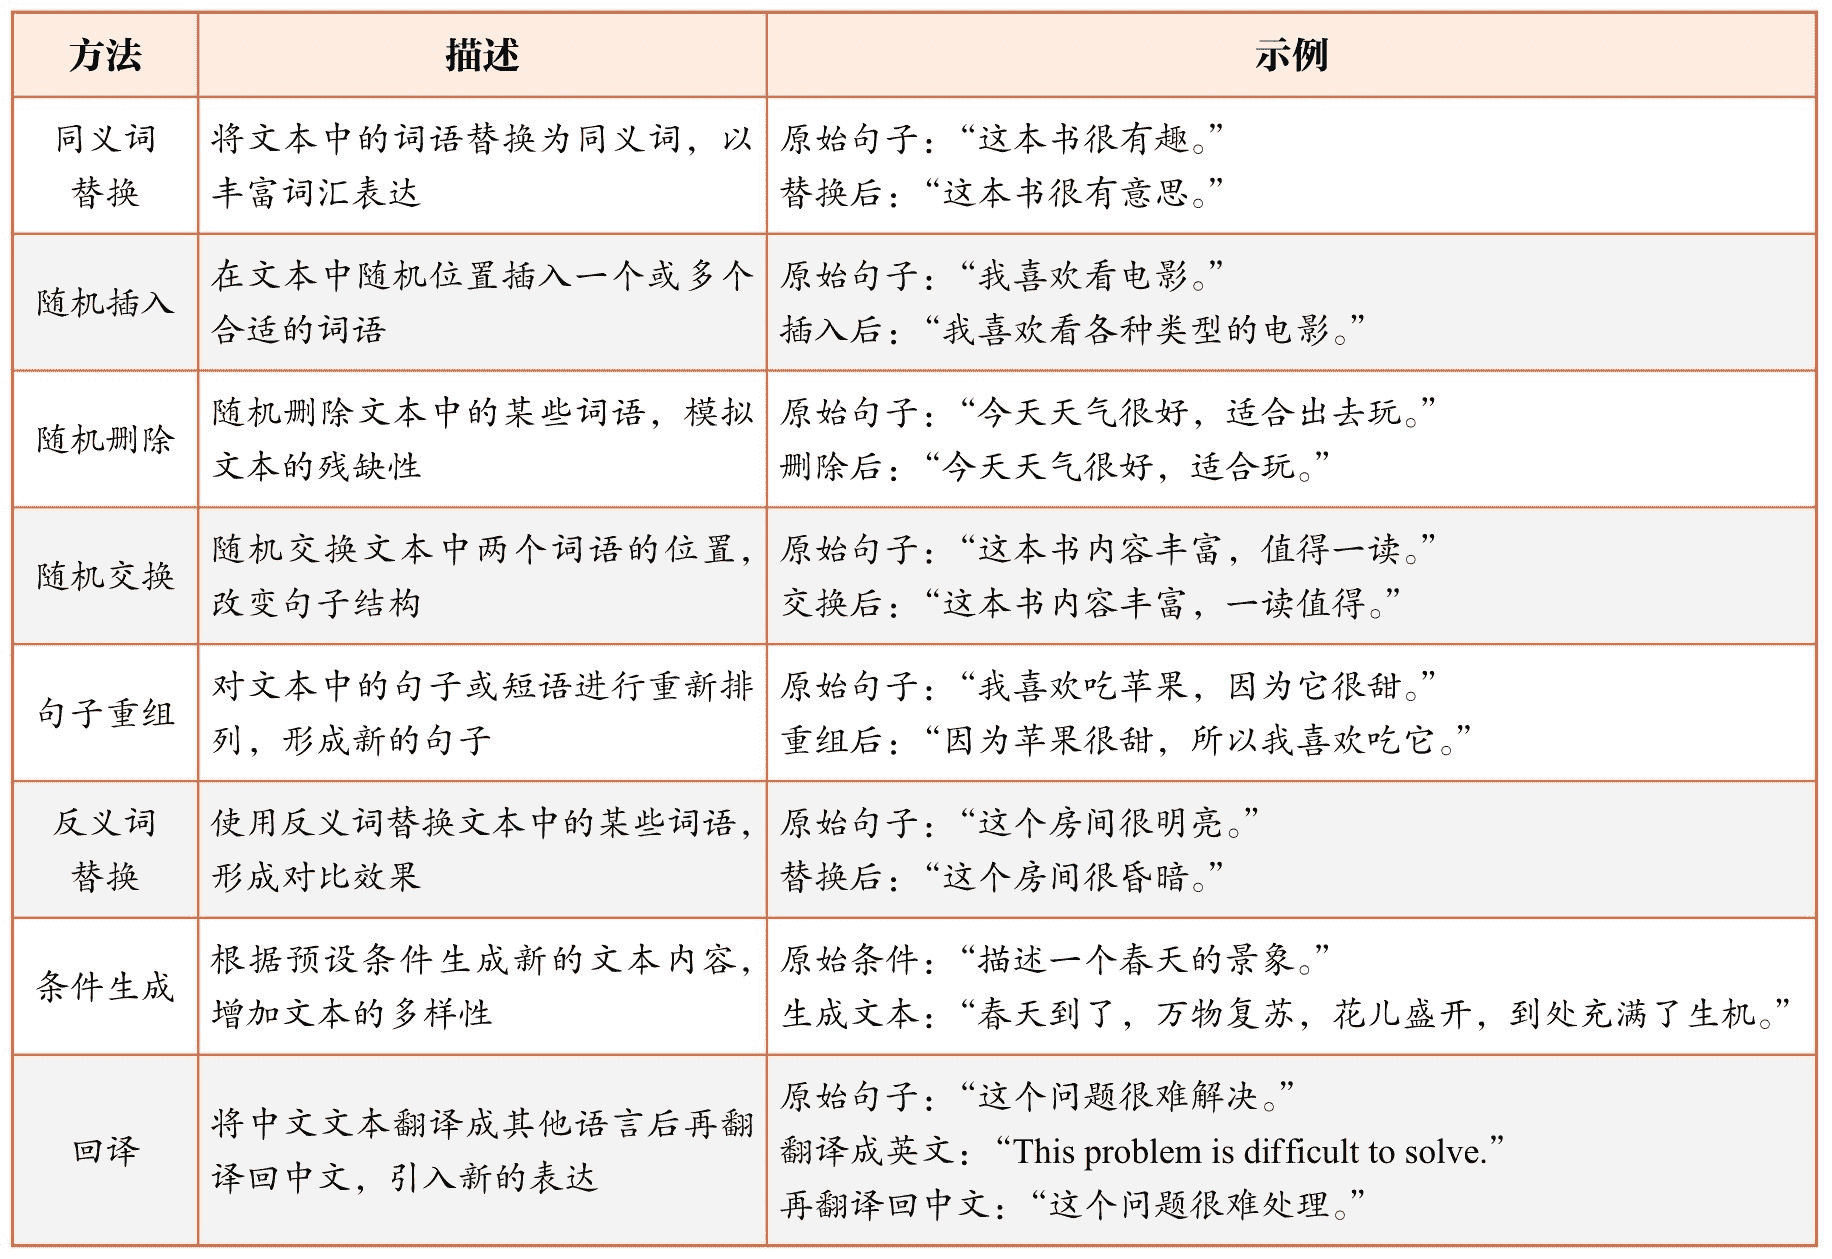 方法 描述 示例
同义词
替换
将文本中的词语替换为同义词，以
丰富词汇表达
原始句子：“这本书很有趣。”
替换后：“这本书很有意思。”
随机插入
在文本中随机位置插入一个或多个
合适的词语
原始句子：“我喜欢看电影。”
插入后：“我喜欢看各种类型的电影。”
随机删除
随机删除文本中的某些词语，模拟
文本的残缺性
原始句子：“今天天气很好，适合出去玩。”
删除后：“今天天气很好，适合玩。”
随机交换
随机交换文本中两个词语的位置，
改变句子结构
原始句子：“这本书内容丰富，值得一读。”
交换后：“这本书内容丰富，一读值得。”
句子重组
对文本中的句子或短语进行重新排
列，形成新的句子
原始句子：“我喜欢吃苹果，因为它很甜。”
重组后：“因为苹果很甜，所以我喜欢吃它。”
反义词
替换
使用反义词替换文本中的某些词语，
形成对比效果
原始句子：“这个房间很明亮。”
替换后：“这个房间很昏暗。”
条件生成
根据预设条件生成新的文本内容，
增加文本的多样性
原始条件：“描述一个春天的景象。”
生成文本：“春天到了，万物复苏，花儿盛开，到处充满了生机。”
回译
将中文文本翻译成其他语言后再翻
译回中文，引入新的表达
原始句子：“这个问题很难解决。”
翻译成英文：“This problem is difficult to solve.”
再翻译回中文：“这个问题很难处理。”